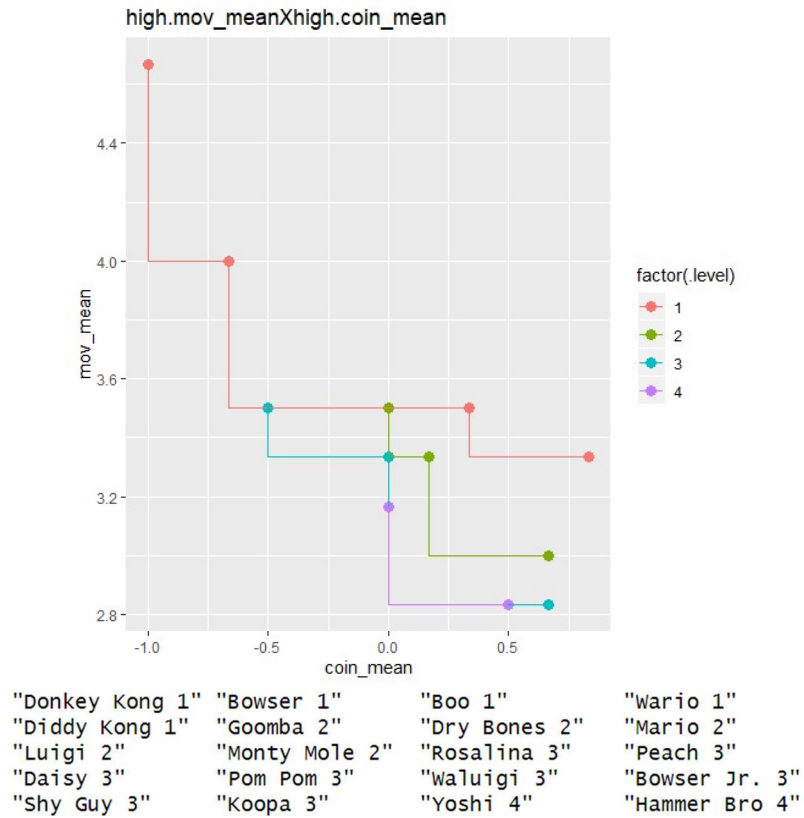 high.mov_meanXhigh.coin_mean
4.4
4.0
3.6
3.2
2.8
mov_mean
-1.0 -0.5 0.0 0.5
coin_mean
factor(.level)
1
2
3
4
"Donkey Kong 1" "Bowser 1" "Boo 1" "Wario 1"
"Diddy Kong 1" "Goomba 2" "Dry Bones 2" "Mario 2"
"Luigi 2" "Monty Mole 2" "Rosalina 3" "Peach 3"
"Daisy 3" "Pom Pom 3" "Waluigi 3" "Bowser Jr. 3"
"Shy Guy 3" "Koopa 3" "Yoshi 4" "Hammer Bro 4"